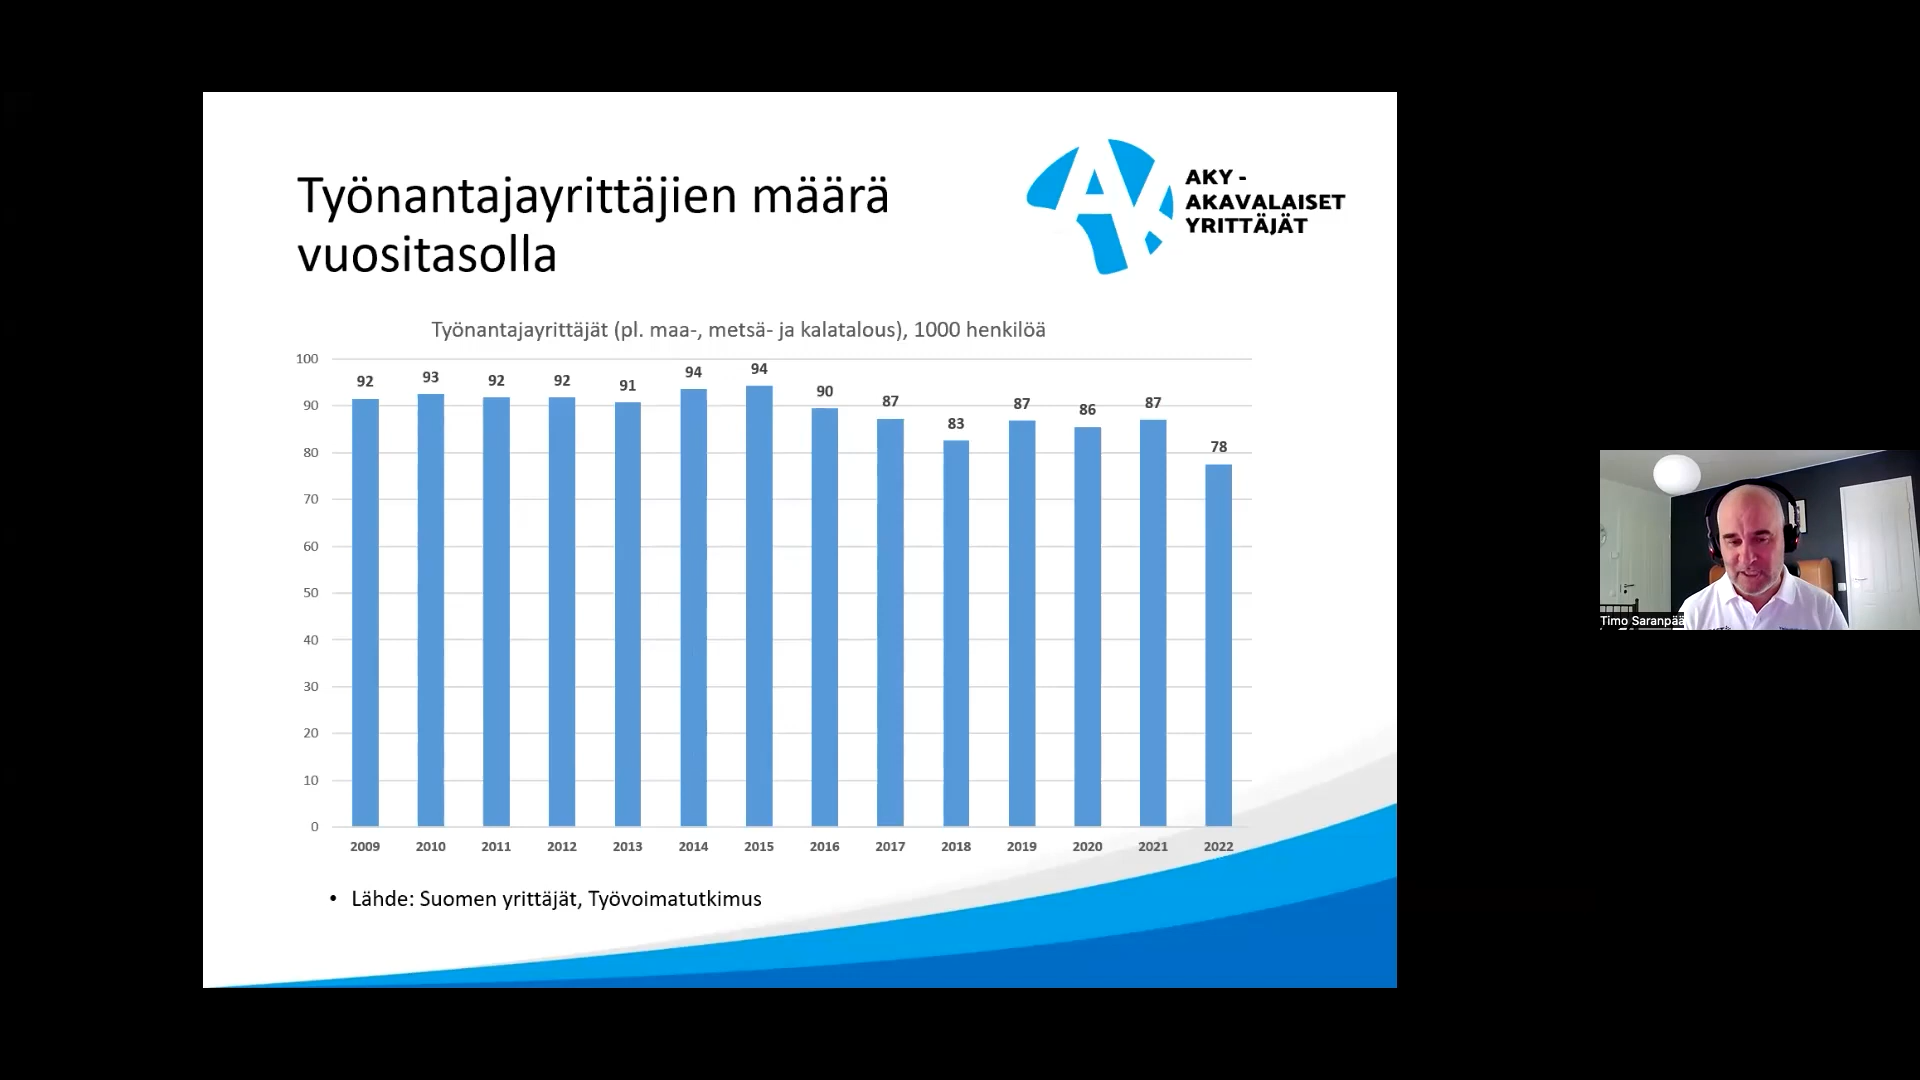 Työnantajayrittäjien määrä
vuositasolla
AKY -
AKAVALAISET
YRITTÄJÄT
Työnantajayrittäjät (pl. maa-, metsä- ja kalatalous), 1000 henkilöä
100
90
80
70
60
50
40
30
20
10
0
92 93 92 92 91 94 94 90 87 83 87 86 87 78
2009 2010 2011 2012 2013 2014 2015 2016 2017 2018 2019 2020 2021 2022
• Lähde: Suomen yrittäjät, Työvoimatutkimus
Timo Saranpää